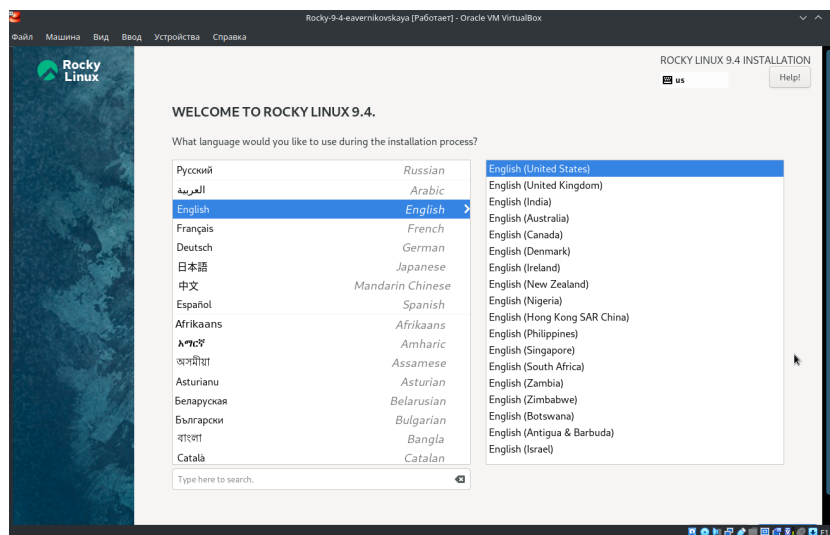 Rocky-9-4-eavernikovskaya [Работает] - Oracle VM VirtualBox
Файл Машина Вид Ввод Устройства Справка
Rocky
Linux
ROCKY LINUX 9.4 INSTALLATION
us
Help!
WELCOME TO ROCKY LINUX 9.4.
What language would you like to use during the installation process?
Русский Russian
العربية Arabic
English English
Français French
Deutsch German
日本語 Japanese
中文 Mandarin Chinese
Español Spanish
Afrikaans Afrikaans
አማርኛ Amharic
অসমীয়া Assamese
Asturianu Asturian
Беларуская Belarusian
Български Bulgarian
বাংলা Bangla
Català Catalan
Type here to search.
English (United States)
English (United Kingdom)
English (India)
English (Australia)
English (Canada)
English (Denmark)
English (Ireland)
English (New Zealand)
English (Nigeria)
English (Hong Kong SAR China)
English (Philippines)
English (Singapore)
English (South Africa)
English (Zambia)
English (Zimbabwe)
English (Botswana)
English (Antigua & Barbuda)
English (Israel)